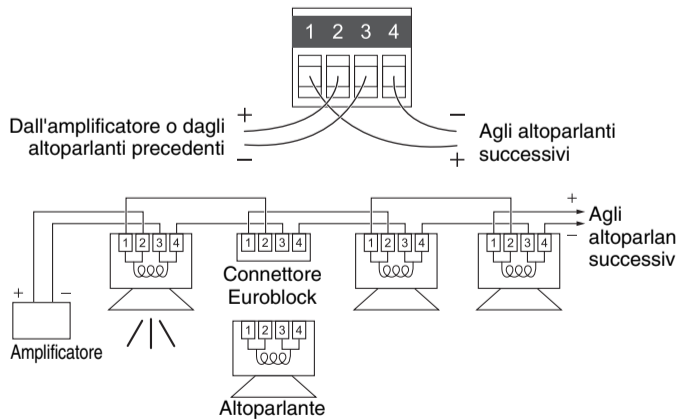 1 2 3 4
+
−
Dall'amplificatore o dagli
altoparlanti precedenti
−
+
Agli altoparlanti
successivi
+
−
Agli
altoparlan
successiv
1 2 3 4
1 2 3 4
1 2 3 4
1 2 3 4
Connettore
Euroblock
+ −
Amplificatore
1 2 3 4
Altoparlante